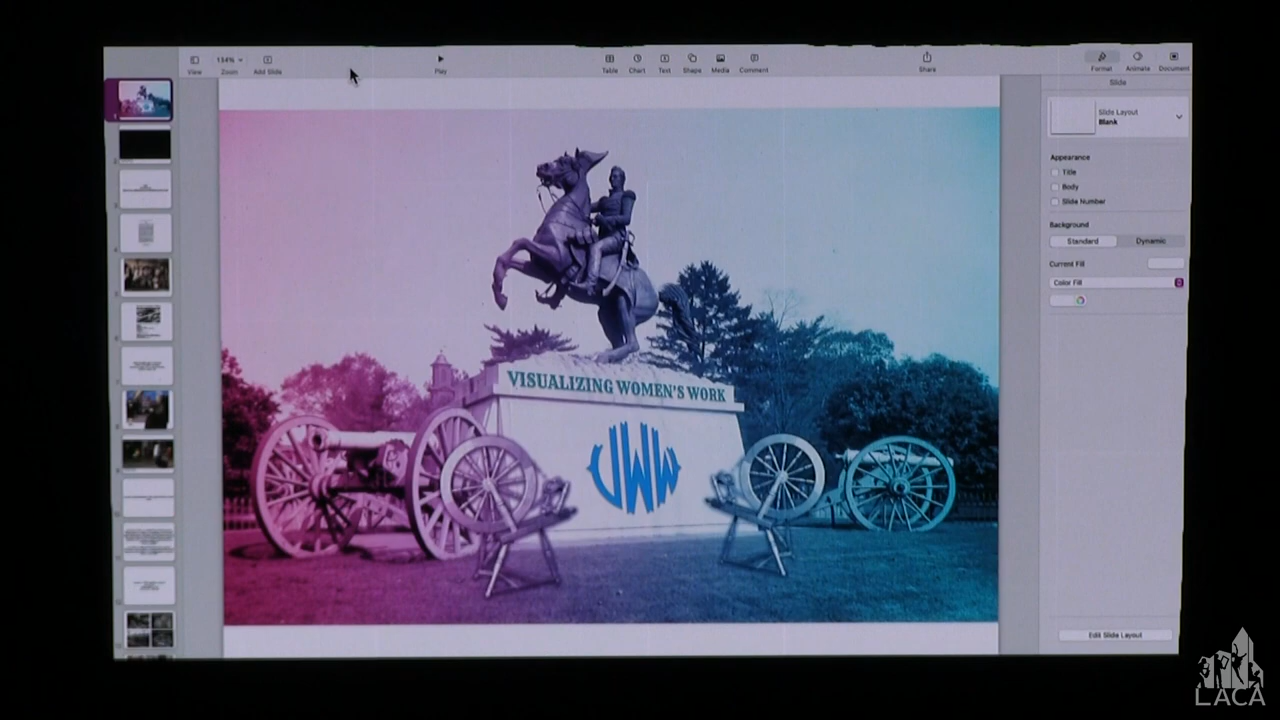 134%
View
Zoom
Add Slide
Play
Table
Chart
Text
Shape
Media
Comment
Share
Format
Animate
Document
Slide
Slide Layout
Blank
Appearance
Title
Body
Slide Number
Background
Standard
Dynamic
Current Fill
Color Fill
Edit Slide Layout
VISUALIZING WOMEN'S WORK
VWW
LACA